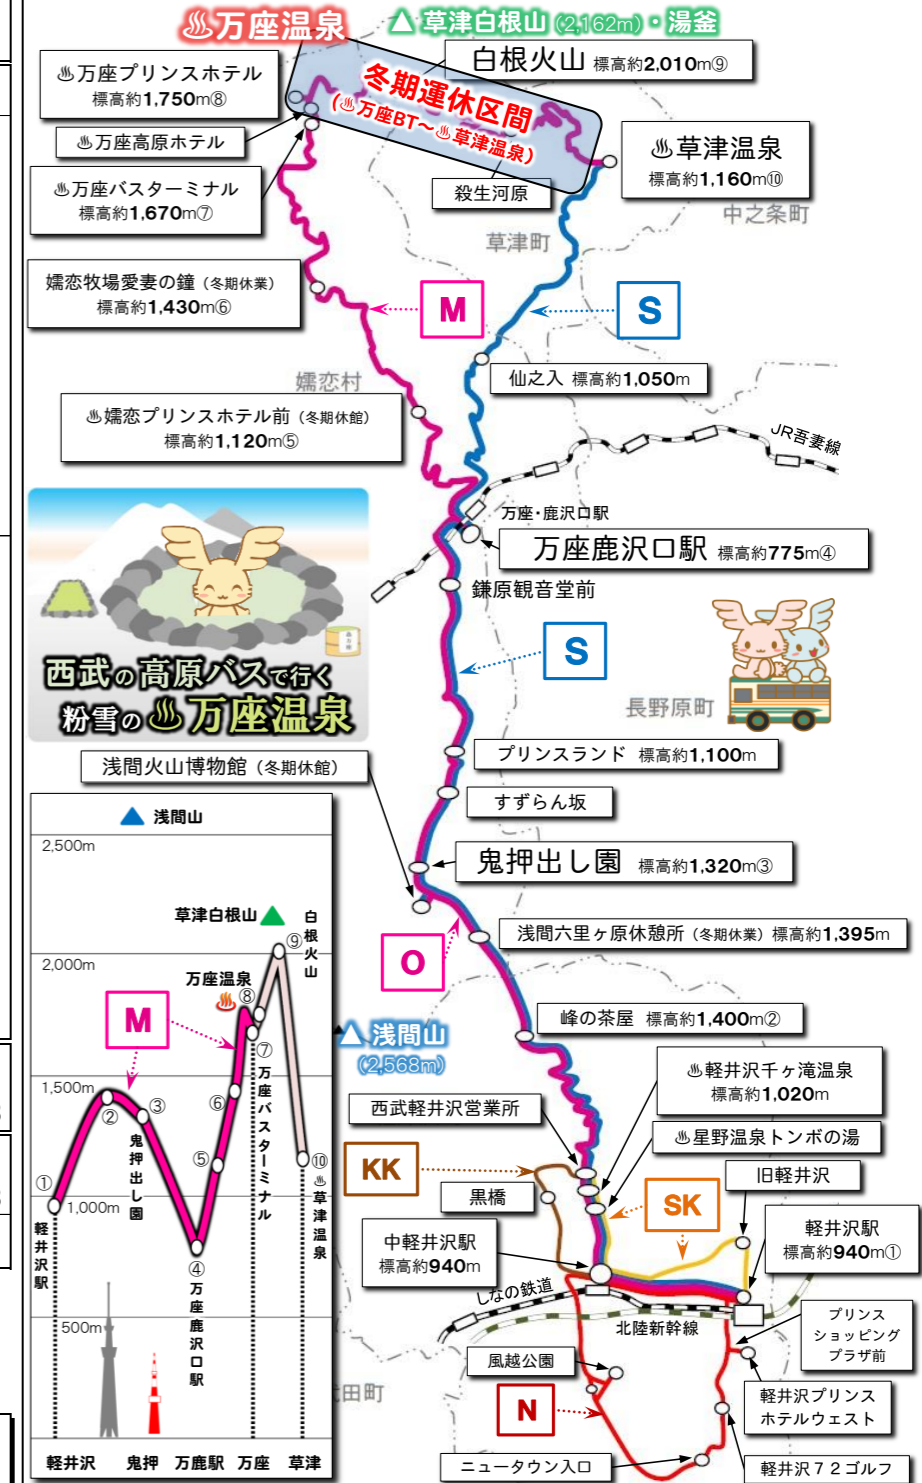 ♨万座温泉
▲草津白根山(2,162m)・湯釜
白根火山 標高約2,010m⑨
♨万座プリンスホテル
標高約1,750m⑧
冬期運休区間
(♨万座BT～♨草津温泉)
♨万座高原ホテル
♨草津温泉
標高約1,160m⑩
♨万座バスターミナル
標高約1,670m⑦
殺生河原
中之条町
草津町
嬬恋牧場愛妻の鐘(冬期休業)
標高約1,430m⑥
M
S
嬬恋村
仙之入 標高約1,050m
♨嬬恋プリンスホテル前(冬期休館)
標高約1,120m⑤
JR吾妻線
万座・鹿沢口駅
万座鹿沢口駅 標高約775m④
鎌原観音堂前
西武の高原バスで行く
粉雪の♨万座温泉
S
長野原町
プリンスランド 標高約1,100m
浅間火山博物館(冬期休館)
すずらん坂
鬼押出し園 標高約1,320m③
浅間六里ヶ原休憩所(冬期休業)標高約1,395m
O
峰の茶屋 標高約1,400m②
▲浅間山
(2,568m)
♨軽井沢千ヶ滝温泉
標高約1,020m
西武軽井沢営業所
♨星野温泉トンボの湯
KK
旧軽井沢
黒橋
SK
軽井沢駅
標高約940m①
中軽井沢駅
標高約940m
しなの鉄道
北陸新幹線
プリンス
ショッピング
プラザ前
風越公園
軽井沢プリンス
ホテルウェスト
N
ニュータウン入口
軽井沢72ゴルフ
田町
▲浅間山
2,500m
草津白根山▲
⑨
白根火山
2,000m
万座温泉
♨
⑧
M
⑦
万座バスターミナル
1,500m
②
③
鬼押出し園
⑥
⑤
①
軽井沢駅
1,000m
④
万座鹿沢口駅
⑩
♨草津温泉
500m
軽井沢 鬼押 万鹿駅 万座 草津